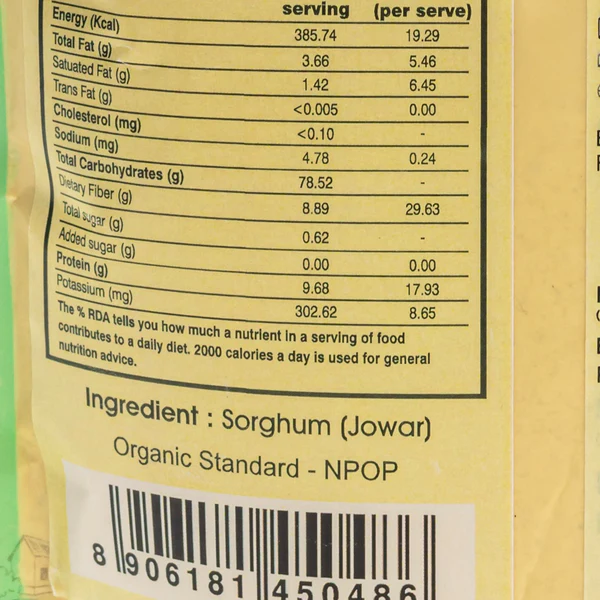 serving (per serve)
Energy (Kcal) 385.74 19.29
Total Fat (g) 3.66 5.46
Satuated Fat (g) 1.42 6.45
Trans Fat (g) <0.005 0.00
Cholesterol (mg) <0.10 -
Sodium (mg) 4.78 0.24
Total Carbohydrates (g) 78.52 -
Dietary Fiber (g) 8.89 29.63
Total sugar (g) 0.62 -
Added sugar (g) 0.00 0.00
Protein (g) 9.68 17.93
Potassium (mg) 302.62 8.65
The % RDA tells you how much a nutrient in a serving of food
contributes to a daily diet. 2000 calories a day is used for general
nutrition advice.
Ingredient : Sorghum (Jowar)
Organic Standard - NPOP
8 906181 450486